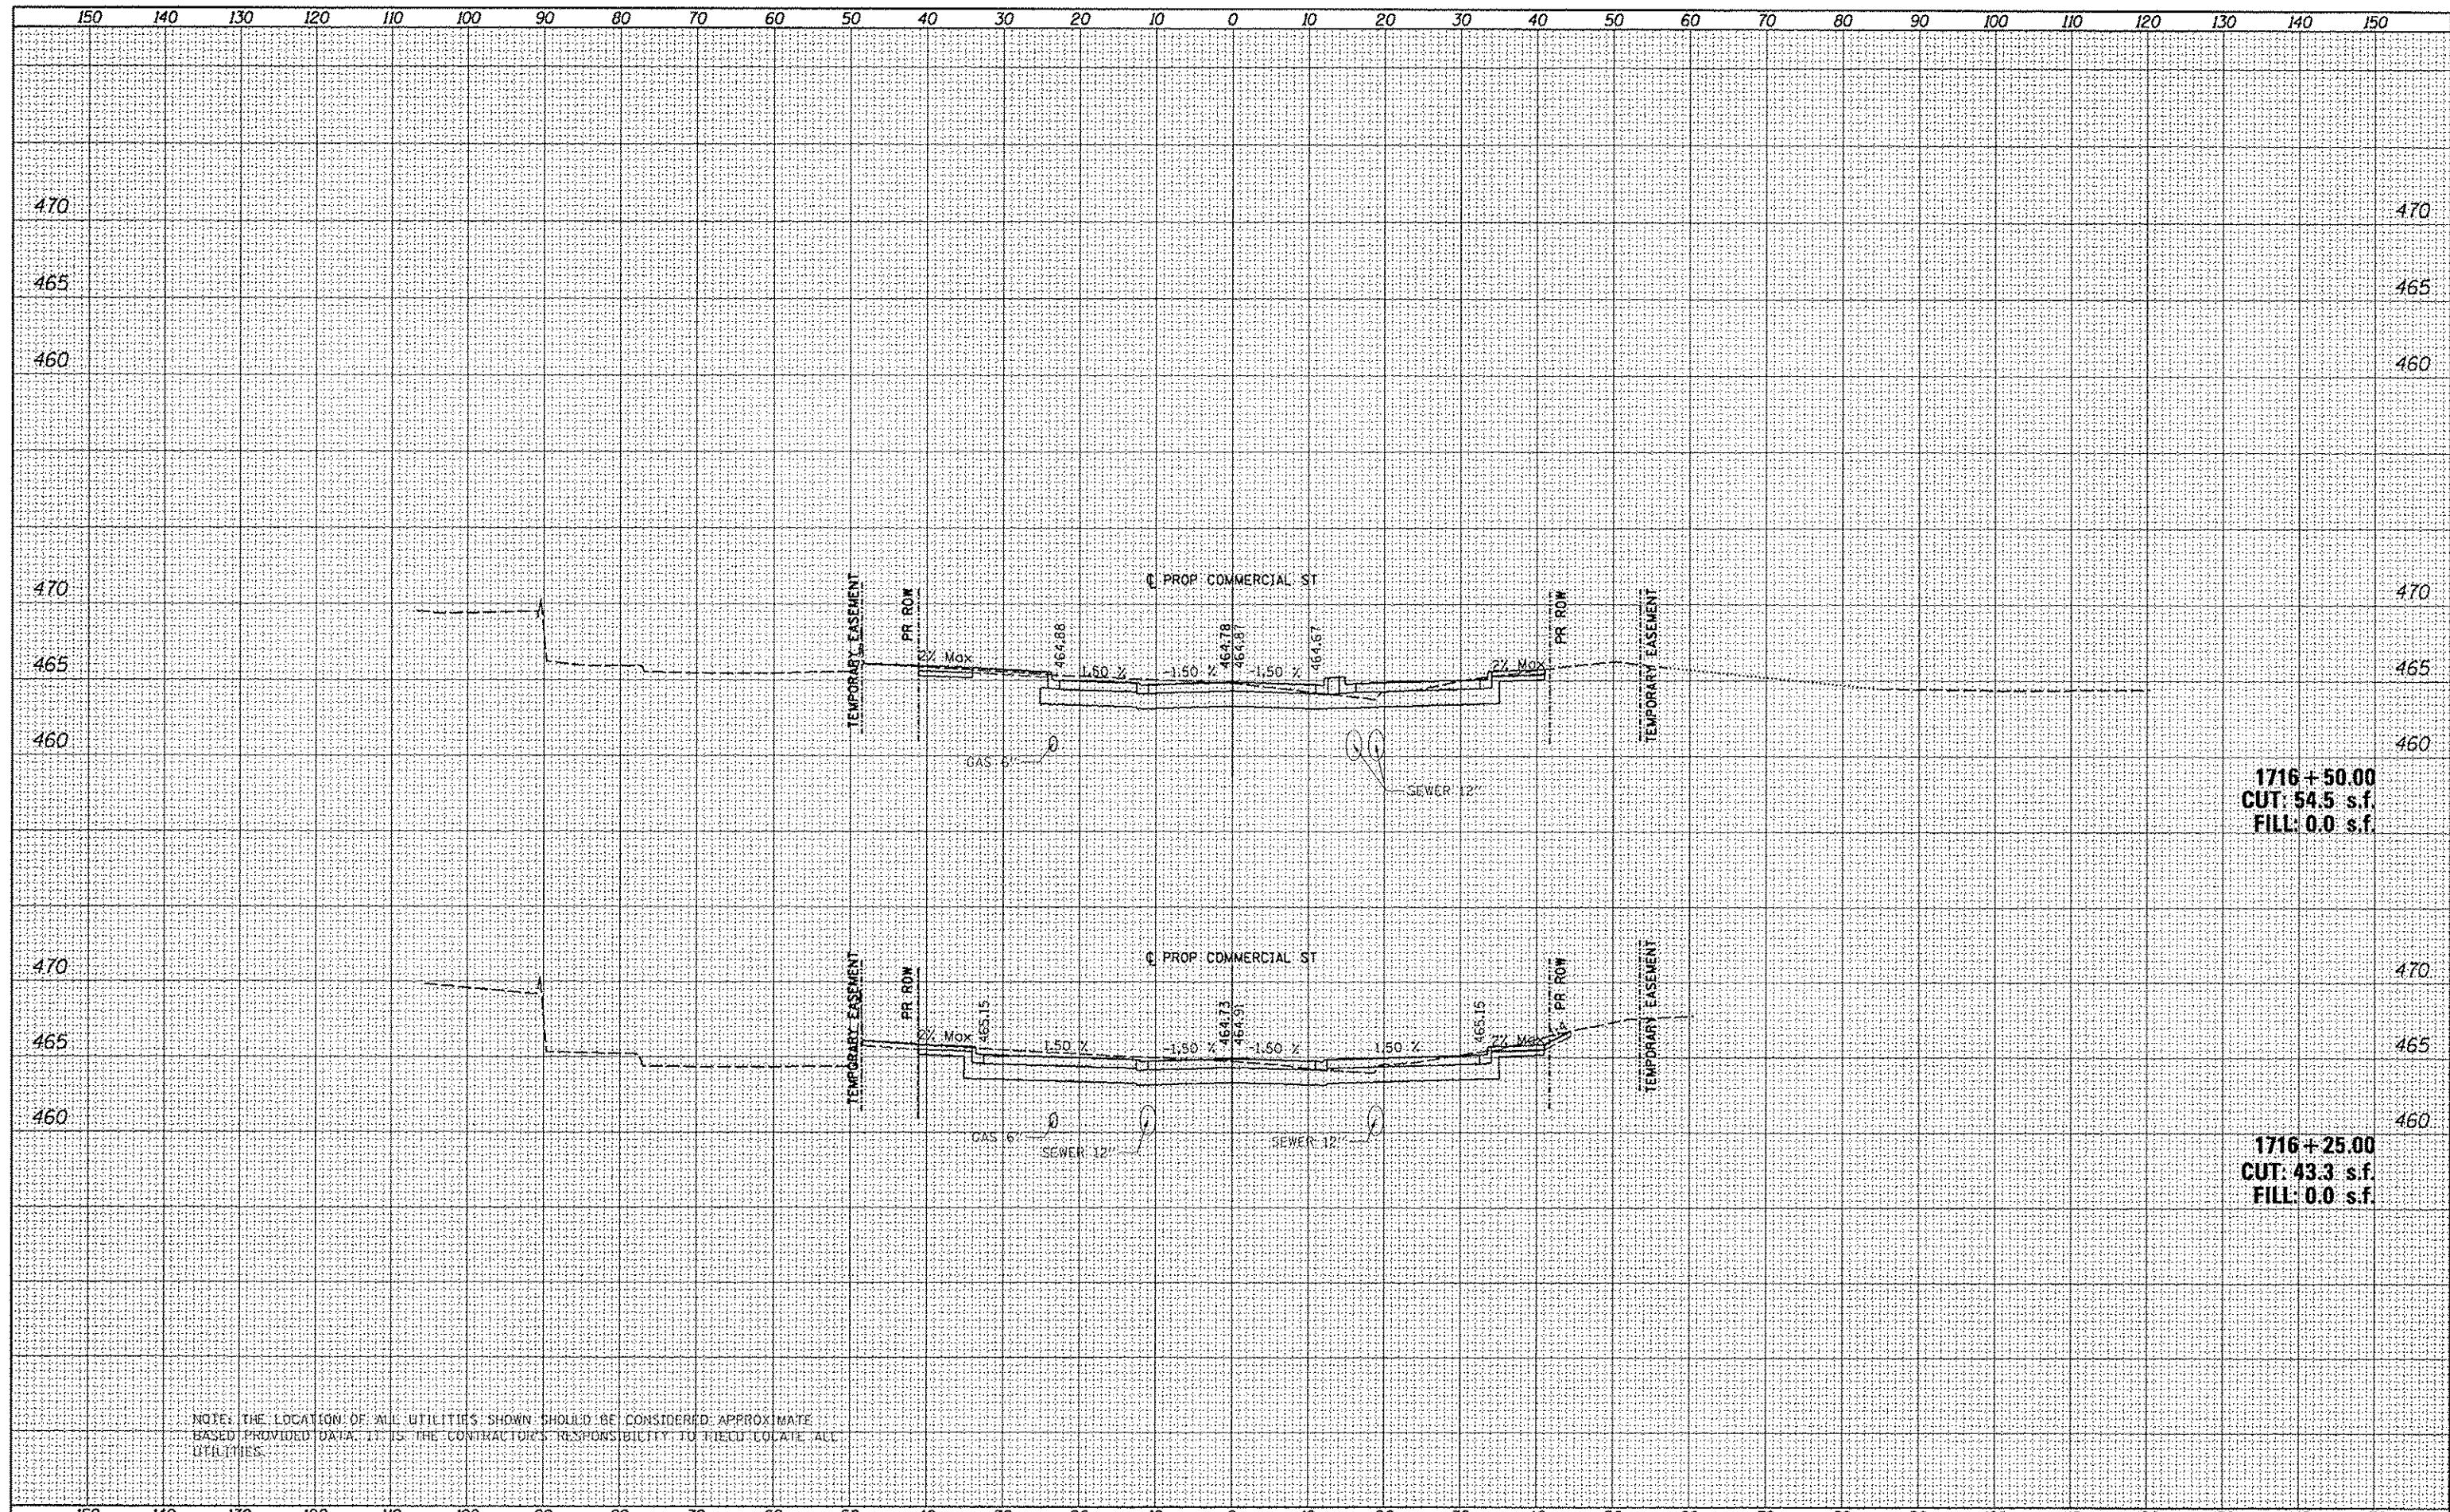 150 140 130 120 110 100 90 80 70 60 50 40 30 20 10 0 10 20 30 40 50 60 70 80 90 100 110 120 130 140 150
470 470
465 465
460 460
470 470
465 465
460 460
℄ PROP COMMERCIAL ST
TEMPORARY EASEMENT
PR ROW
2% Max
464.88
1.50 %
-1.50 %
464.78
464.87
-1.50 %
464.67
2% Max
PR ROW
TEMPORARY EASEMENT
GAS 6"
SEWER 12"
1716+50.00
CUT: 54.5 s.f.
FILL: 0.0 s.f.
470 470
465 465
460 460
℄ PROP COMMERCIAL ST
TEMPORARY EASEMENT
PR ROW
2% Max
465.15
1.50 %
-1.50 %
464.73
464.91
-1.50 %
1.50 %
465.15
2% Max
PR ROW
TEMPORARY EASEMENT
GAS 6"
SEWER 12"
SEWER 12"
1716+25.00
CUT: 43.3 s.f.
FILL: 0.0 s.f.
NOTE: THE LOCATION OF ALL UTILITIES SHOWN SHOULD BE CONSIDERED APPROXIMATE
BASED PROVIDED DATA. IT IS THE CONTRACTOR'S RESPONSIBILITY TO FIELD LOCATE ALL
UTILITIES.